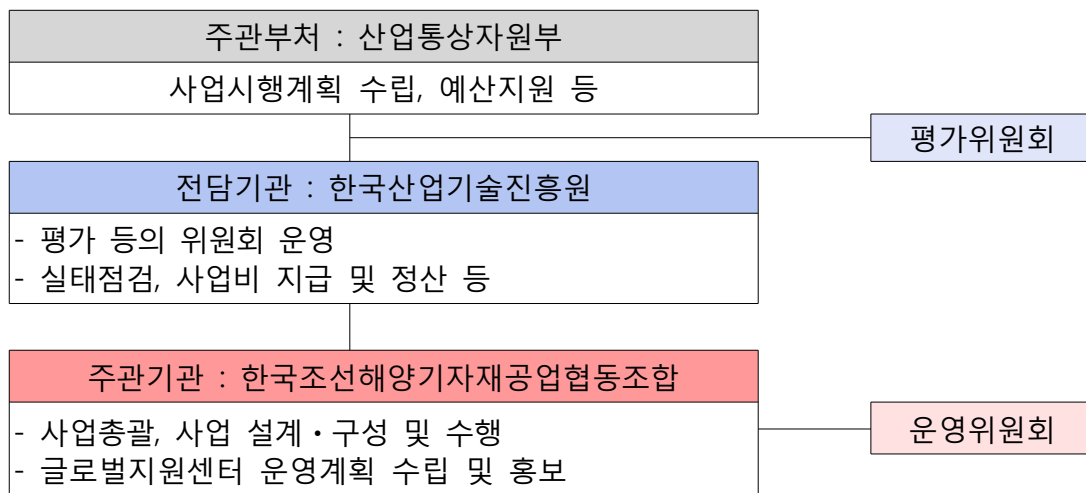 주관부처 : 산업통상자원부
사업시행계획 수립, 예산지원 등
평가위원회
전담기관 : 한국산업기술진흥원
- 평가 등의 위원회 운영
- 실태점검, 사업비 지급 및 정산 등
주관기관 : 한국조선해양기자재공업협동조합
- 사업총괄, 사업 설계・구성 및 수행
운영위원회
- 글로벌지원센터 운영계획 수립 및 홍보